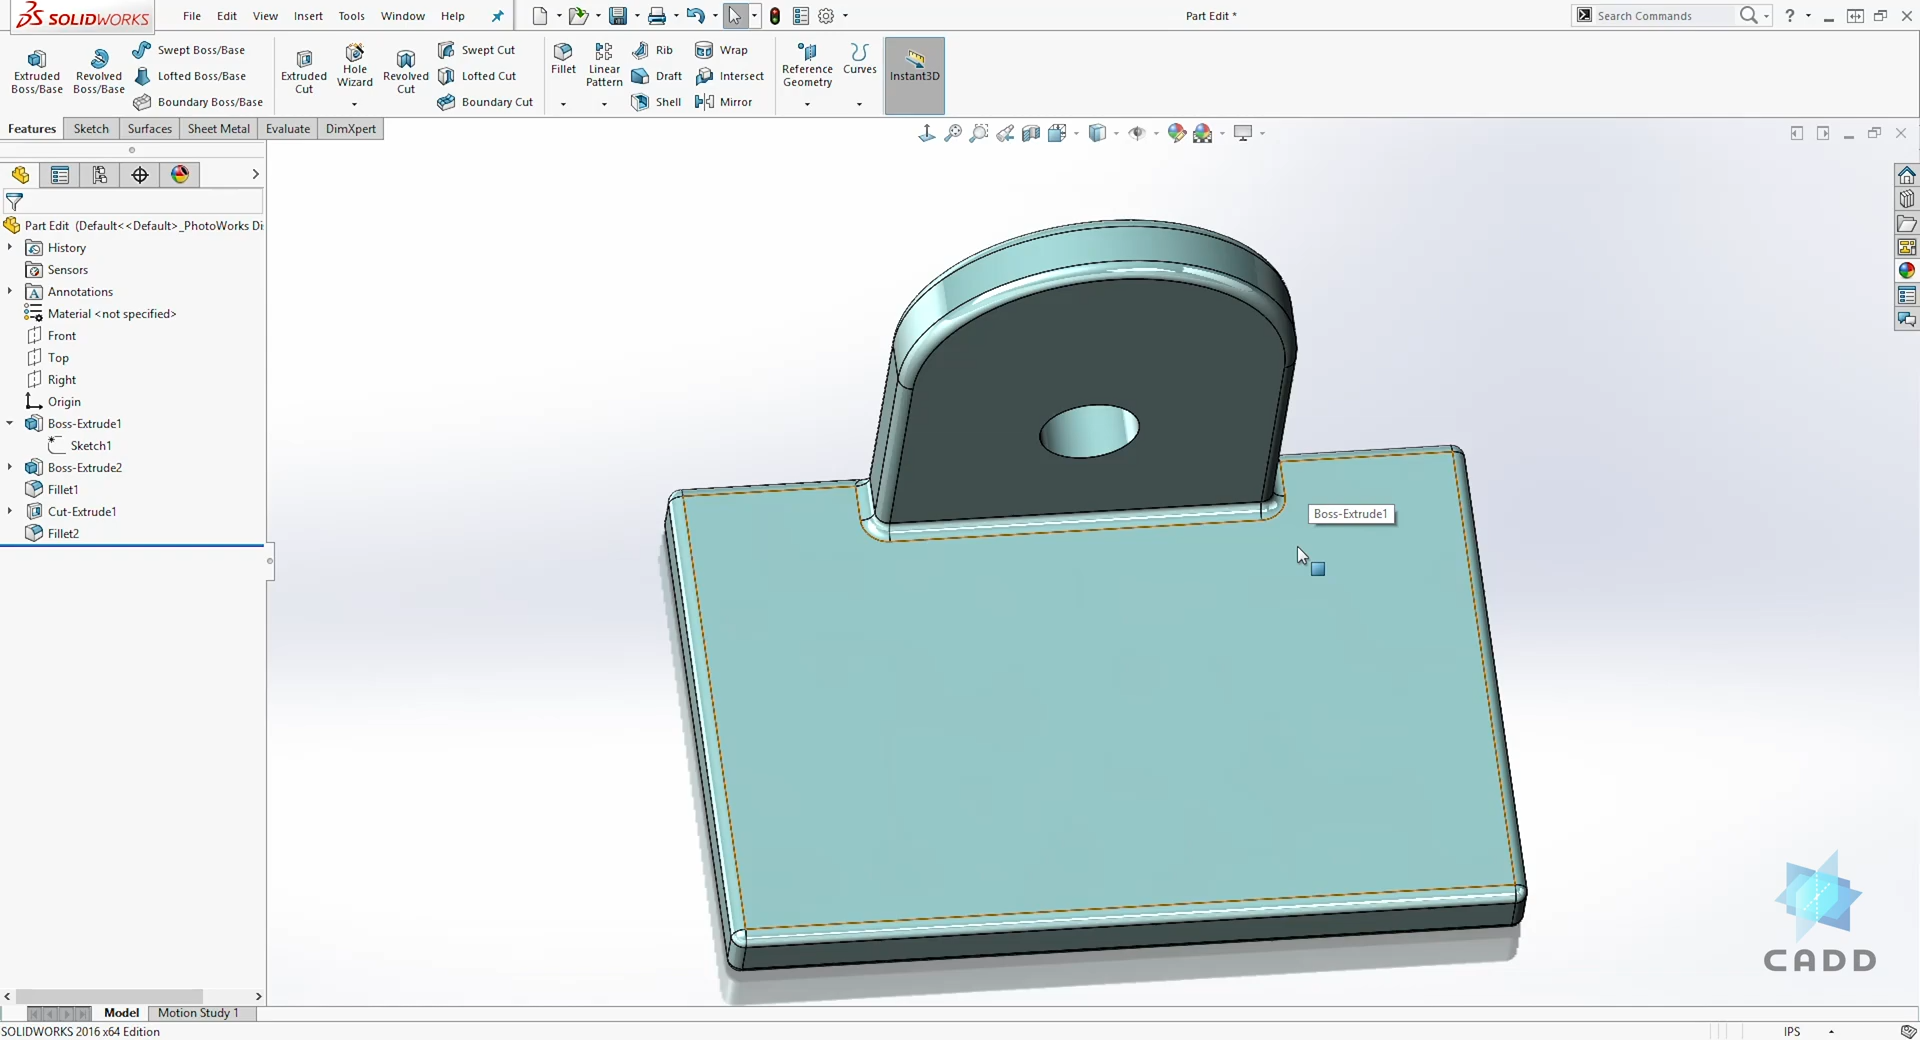 SOLIDWORKS File Edit View Insert Tools Window Help Part Edit * Search Commands ?
Extruded Boss/Base
Revolved Boss/Base
Swept Boss/Base
Lofted Boss/Base
Boundary Boss/Base
Extruded Cut
Hole Wizard
Revolved Cut
Swept Cut
Lofted Cut
Boundary Cut
Fillet
Linear Pattern
Rib
Draft
Shell
Wrap
Intersect
Mirror
Reference Geometry
Curves
Instant3D
Features Sketch Surfaces Sheet Metal Evaluate DimXpert
Part Edit (Default<<Default>_PhotoWorks Di
History
Sensors
Annotations
Material <not specified>
Front
Top
Right
Origin
Boss-Extrude1
Sketch1
Boss-Extrude2
Fillet1
Cut-Extrude1
Fillet2
Boss-Extrude1
CADD
Model Motion Study 1
SOLIDWORKS 2016 x64 Edition IPS